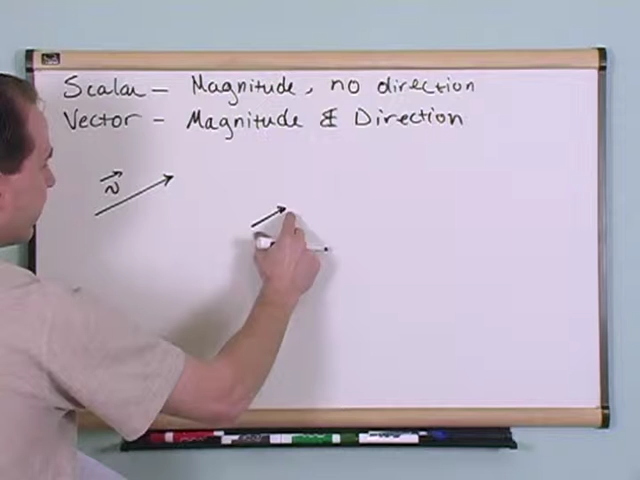 Scalar - Magnitude, no direction
Vector - Magnitude & Direction
v